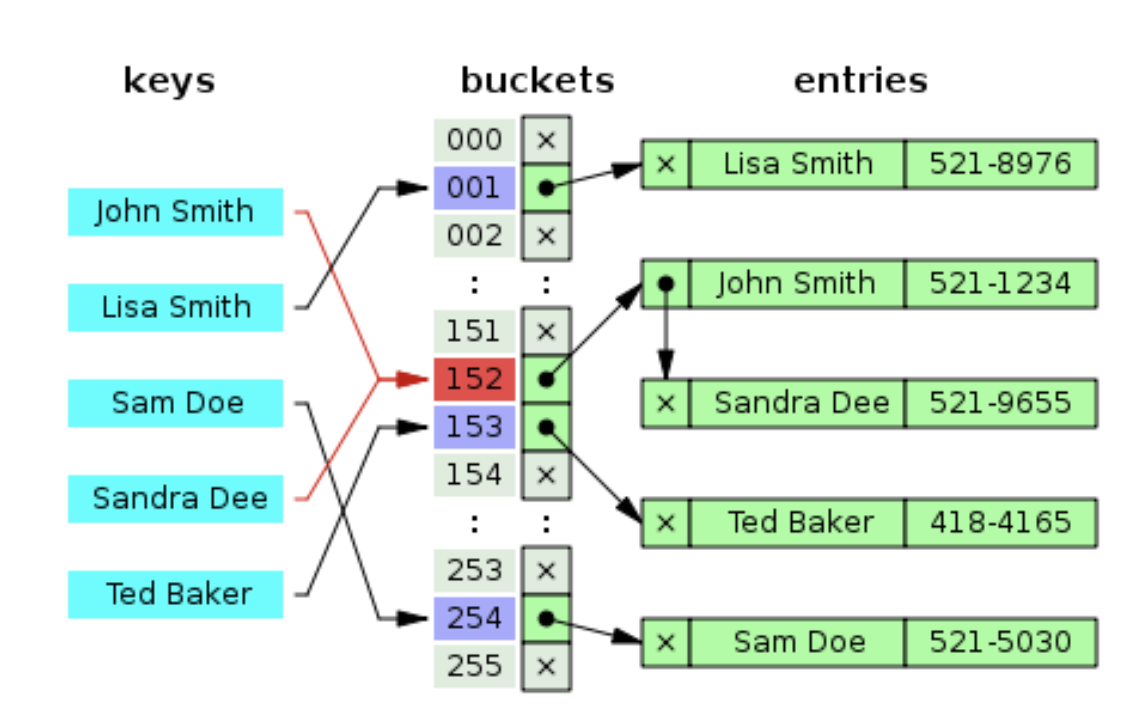 keys buckets entries
000 ×
× Lisa Smith 521-8976
001
John Smith
002 ×
: :
John Smith 521-1234
Lisa Smith
151 ×
152
Sam Doe
× Sandra Dee 521-9655
153
154 ×
Sandra Dee
: :
× Ted Baker 418-4165
253 ×
Ted Baker
254
× Sam Doe 521-5030
255 ×